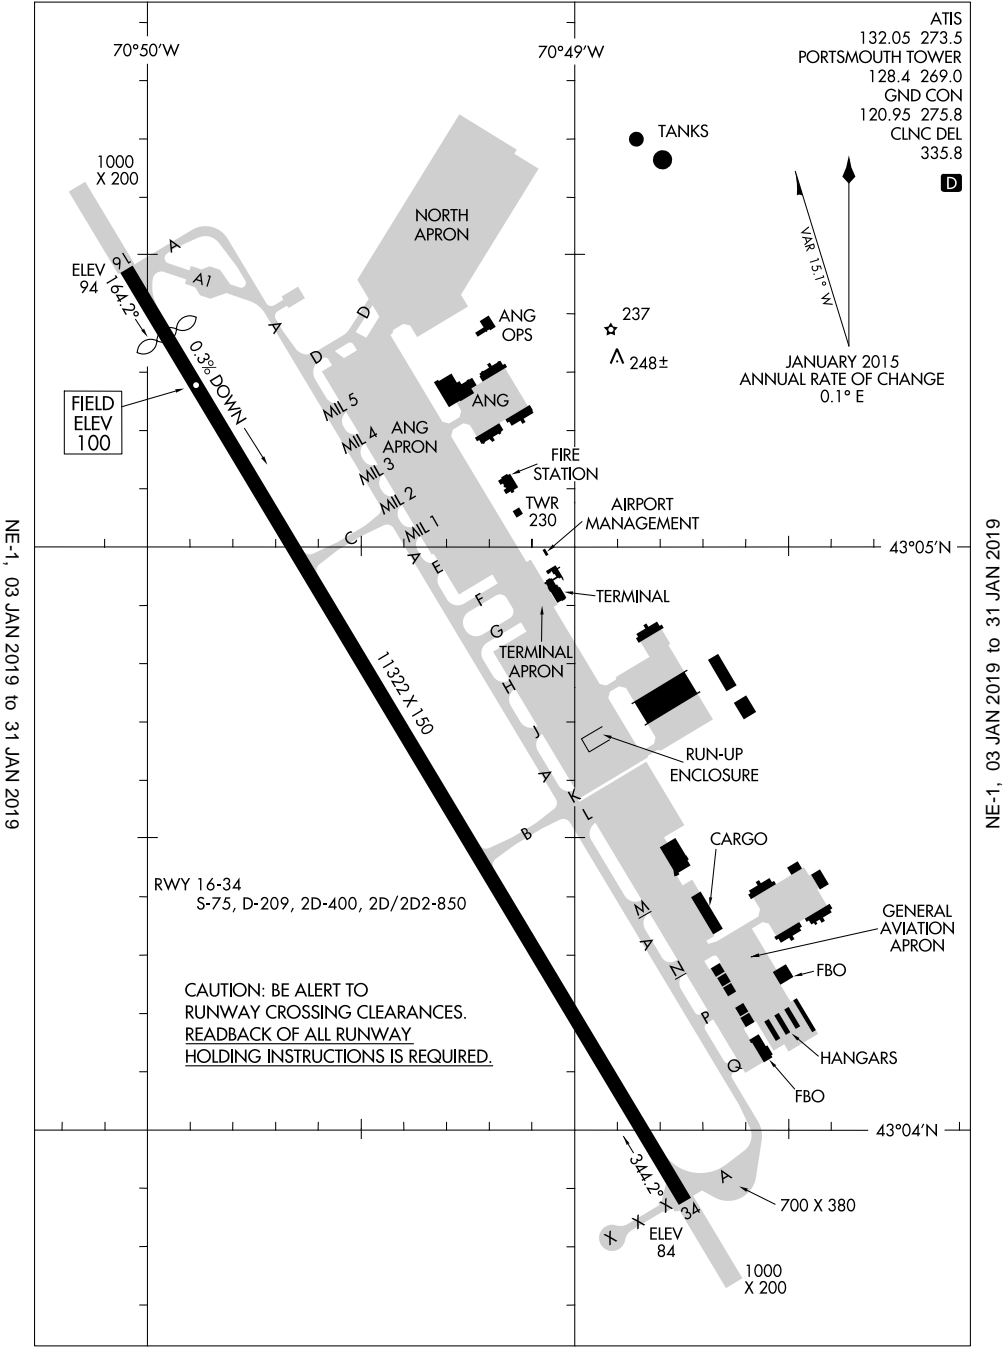 ATIS
132.05 273.5
PORTSMOUTH TOWER
128.4 269.0
GND CON
120.95 275.8
CLNC DEL
335.8
D
70°50'W
70°49'W
TANKS
1000
X 200
NORTH
APRON
VAR 15.1° W
JANUARY 2015
ANNUAL RATE OF CHANGE
0.1° E
A
16
ELEV
94
164.2°
A1
A
D
D
ANG
OPS
237
248±
0.3% DOWN
FIELD
ELEV
100
MIL 5
MIL 4
MIL 3
MIL 2
MIL 1
ANG
APRON
ANG
FIRE
STATION
TWR
230
AIRPORT
MANAGEMENT
C
A
E
F
G
H
J
A
K
L
B
43°05'N
TERMINAL
TERMINAL
APRON
11322 X 150
RUN-UP
ENCLOSURE
CARGO
RWY 16-34
S-75, D-209, 2D-400, 2D/2D2-850
M
A
N
P
Q
GENERAL
AVIATION
APRON
FBO
HANGARS
FBO
CAUTION: BE ALERT TO
RUNWAY CROSSING CLEARANCES.
READBACK OF ALL RUNWAY
HOLDING INSTRUCTIONS IS REQUIRED.
43°04'N
344.2°
A
700 X 380
34
X
X
X
ELEV
84
1000
X 200
NE-1, 03 JAN 2019 to 31 JAN 2019
NE-1, 03 JAN 2019 to 31 JAN 2019